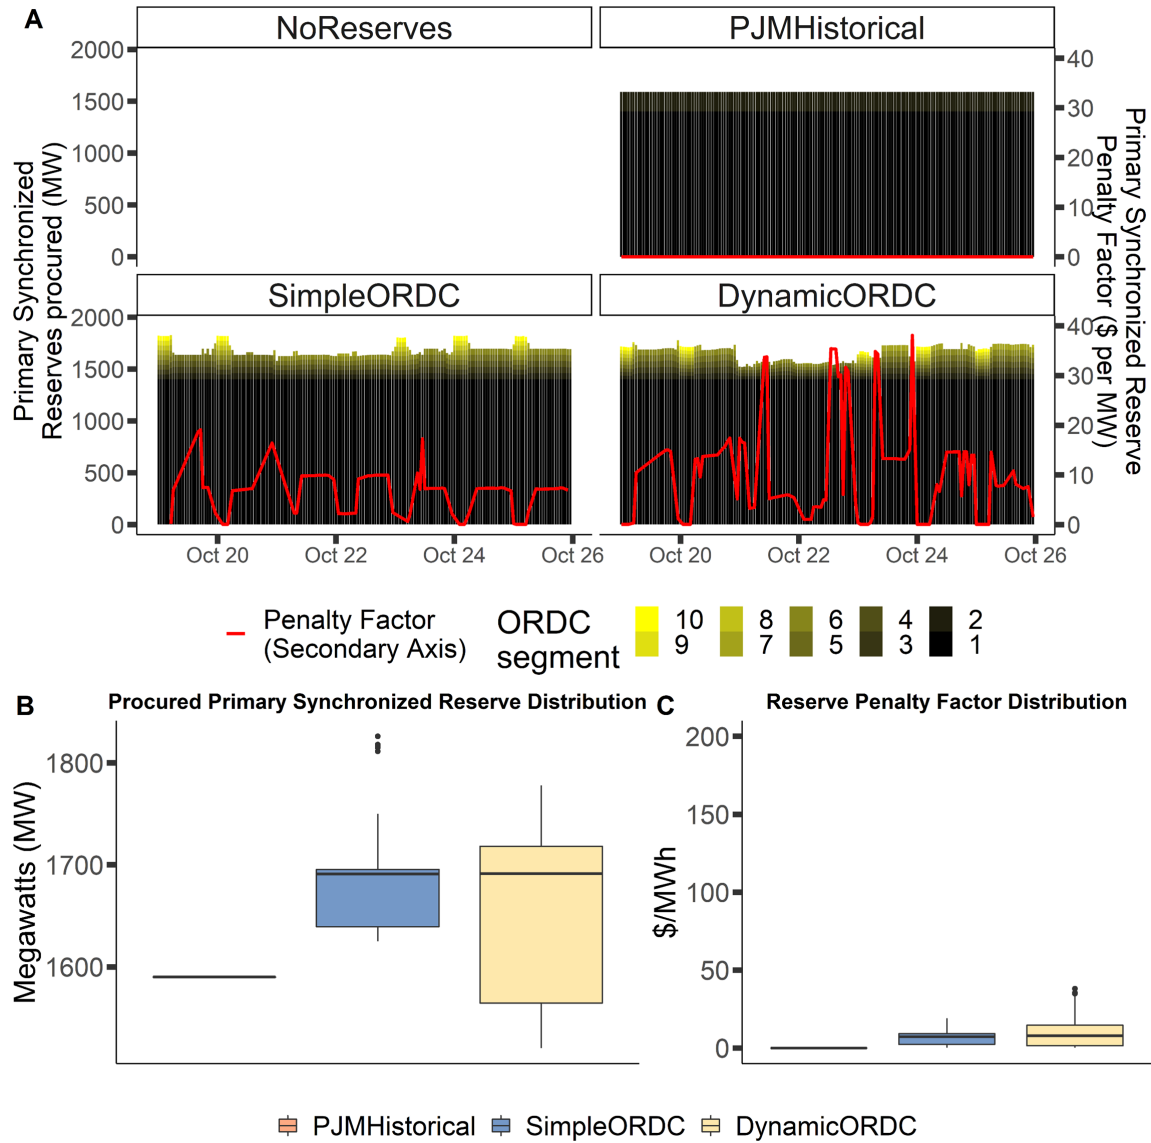 A
NoReserves
PJMHistorical
2000
1500
1000
500
0
40
30
20
10
0
Primary Synchronized
Reserves procured (MW)
Primary Synchronized Reserve
Penalty Factor ($ per MW)
SimpleORDC
DynamicORDC
2000
1500
1000
500
0
40
30
20
10
0
Oct 20
Oct 22
Oct 24
Oct 26
Oct 20
Oct 22
Oct 24
Oct 26
Penalty Factor
(Secondary Axis)
ORDC
segment
10
8
6
4
2
9
7
5
3
1
B
Procured Primary Synchronized Reserve Distribution
Megawatts (MW)
1800
1700
1600
C
Reserve Penalty Factor Distribution
$/MWh
200
150
100
50
0
PJMHistorical
SimpleORDC
DynamicORDC